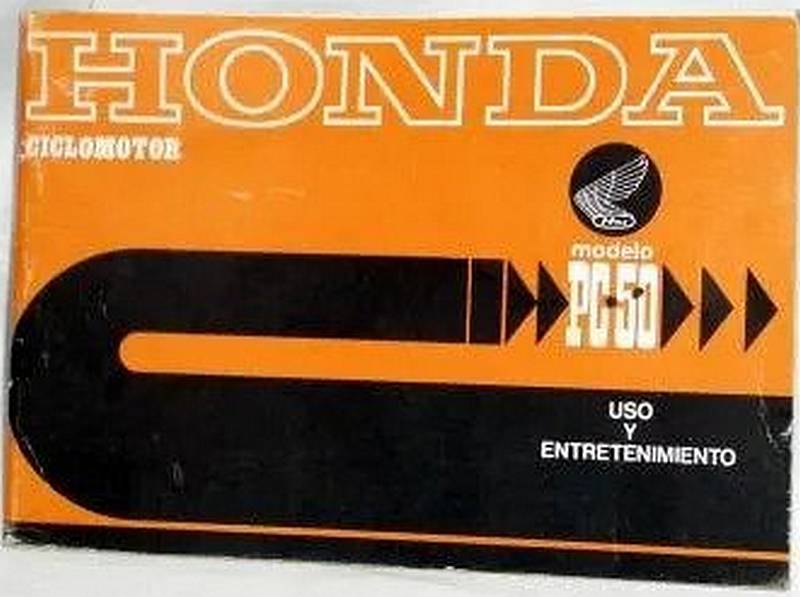 HONDA
CICLOMOTOR
modelo
PC-50
USO
Y
ENTRETENIMIENTO